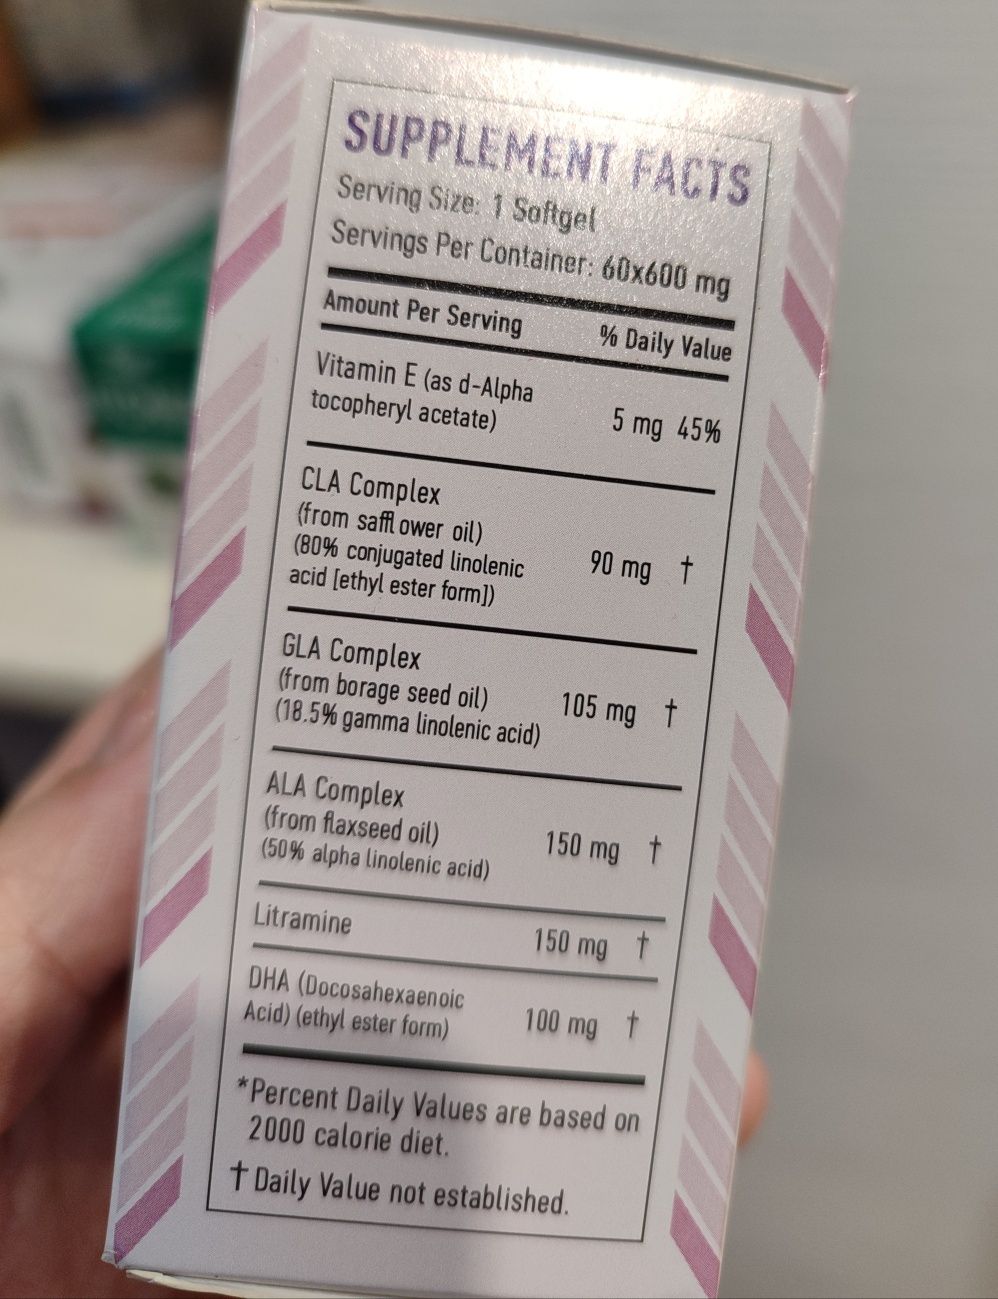 SUPPLEMENT FACTS
Serving Size: 1 Softgel
Servings Per Container: 60x600 mg
Amount Per Serving % Daily Value
Vitamin E (as d-Alpha
tocopheryl acetate) 5 mg 45%
CLA Complex
(from saffl ower oil)
(80% conjugated linolenic 90 mg †
acid [ethyl ester form])
GLA Complex
(from borage seed oil) 105 mg †
(18.5% gamma linolenic acid)
ALA Complex
(from flaxseed oil) 150 mg †
(50% alpha linolenic acid)
Litramine 150 mg †
DHA (Docosahexaenoic
Acid) (ethyl ester form) 100 mg †
*Percent Daily Values are based on
2000 calorie diet.
† Daily Value not established.